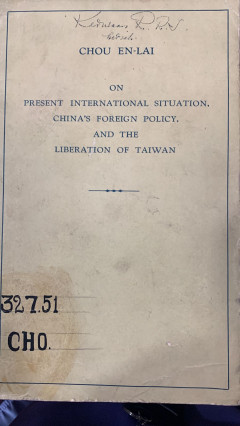 CHOU EN-LAI
ON
PRESENT INTERNATIONAL SITUATION,
CHINA'S FOREIGN POLICY,
AND THE
LIBERATION OF TAIWAN
327.51
CHO.